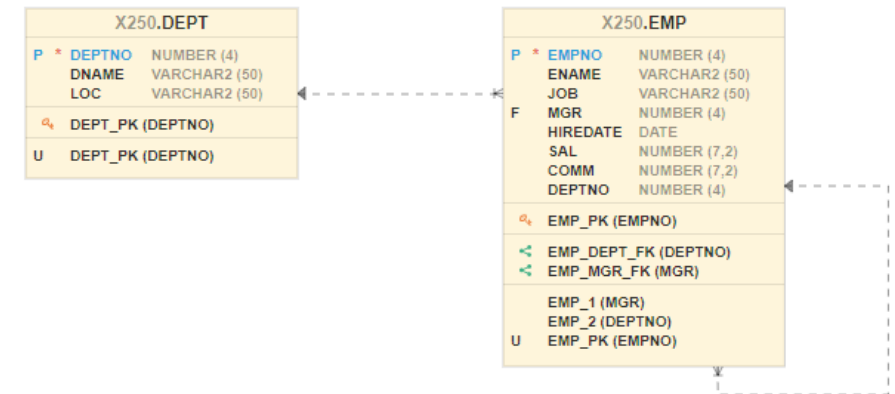 X250.DEPT
P * DEPTNO NUMBER (4)
DNAME VARCHAR2 (50)
LOC VARCHAR2 (50)
DEPT_PK (DEPTNO)
U DEPT_PK (DEPTNO)
X250.EMP
P * EMPNO NUMBER (4)
ENAME VARCHAR2 (50)
JOB VARCHAR2 (50)
F MGR NUMBER (4)
HIREDATE DATE
SAL NUMBER (7,2)
COMM NUMBER (7,2)
DEPTNO NUMBER (4)
EMP_PK (EMPNO)
EMP_DEPT_FK (DEPTNO)
EMP_MGR_FK (MGR)
EMP_1 (MGR)
EMP_2 (DEPTNO)
U EMP_PK (EMPNO)